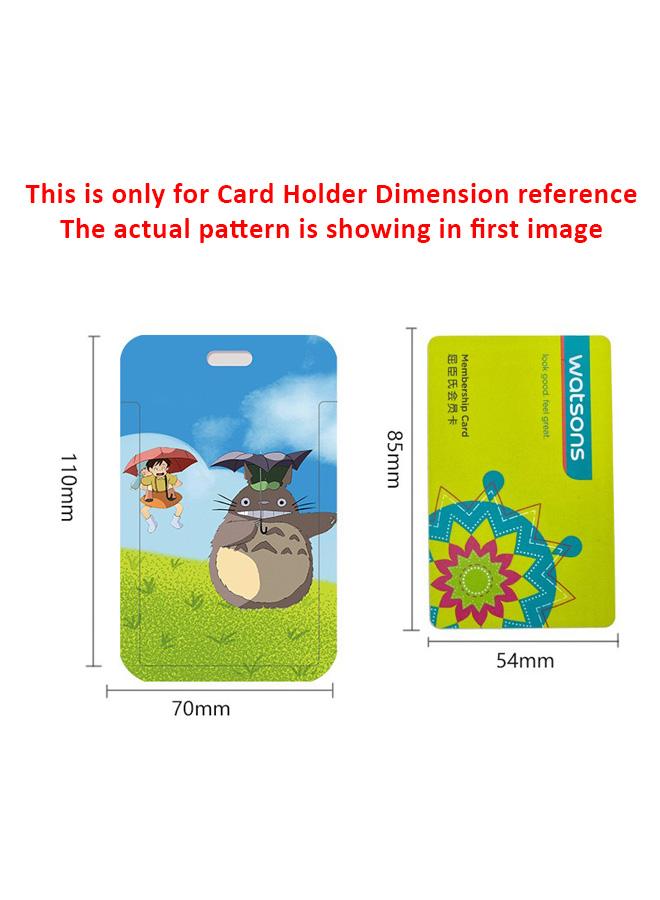 This is only for Card Holder Dimension reference
The actual pattern is showing in first image
110mm
70mm
85mm
watsons
look good. feel great.
Membership Card
屈臣氏会员卡
54mm